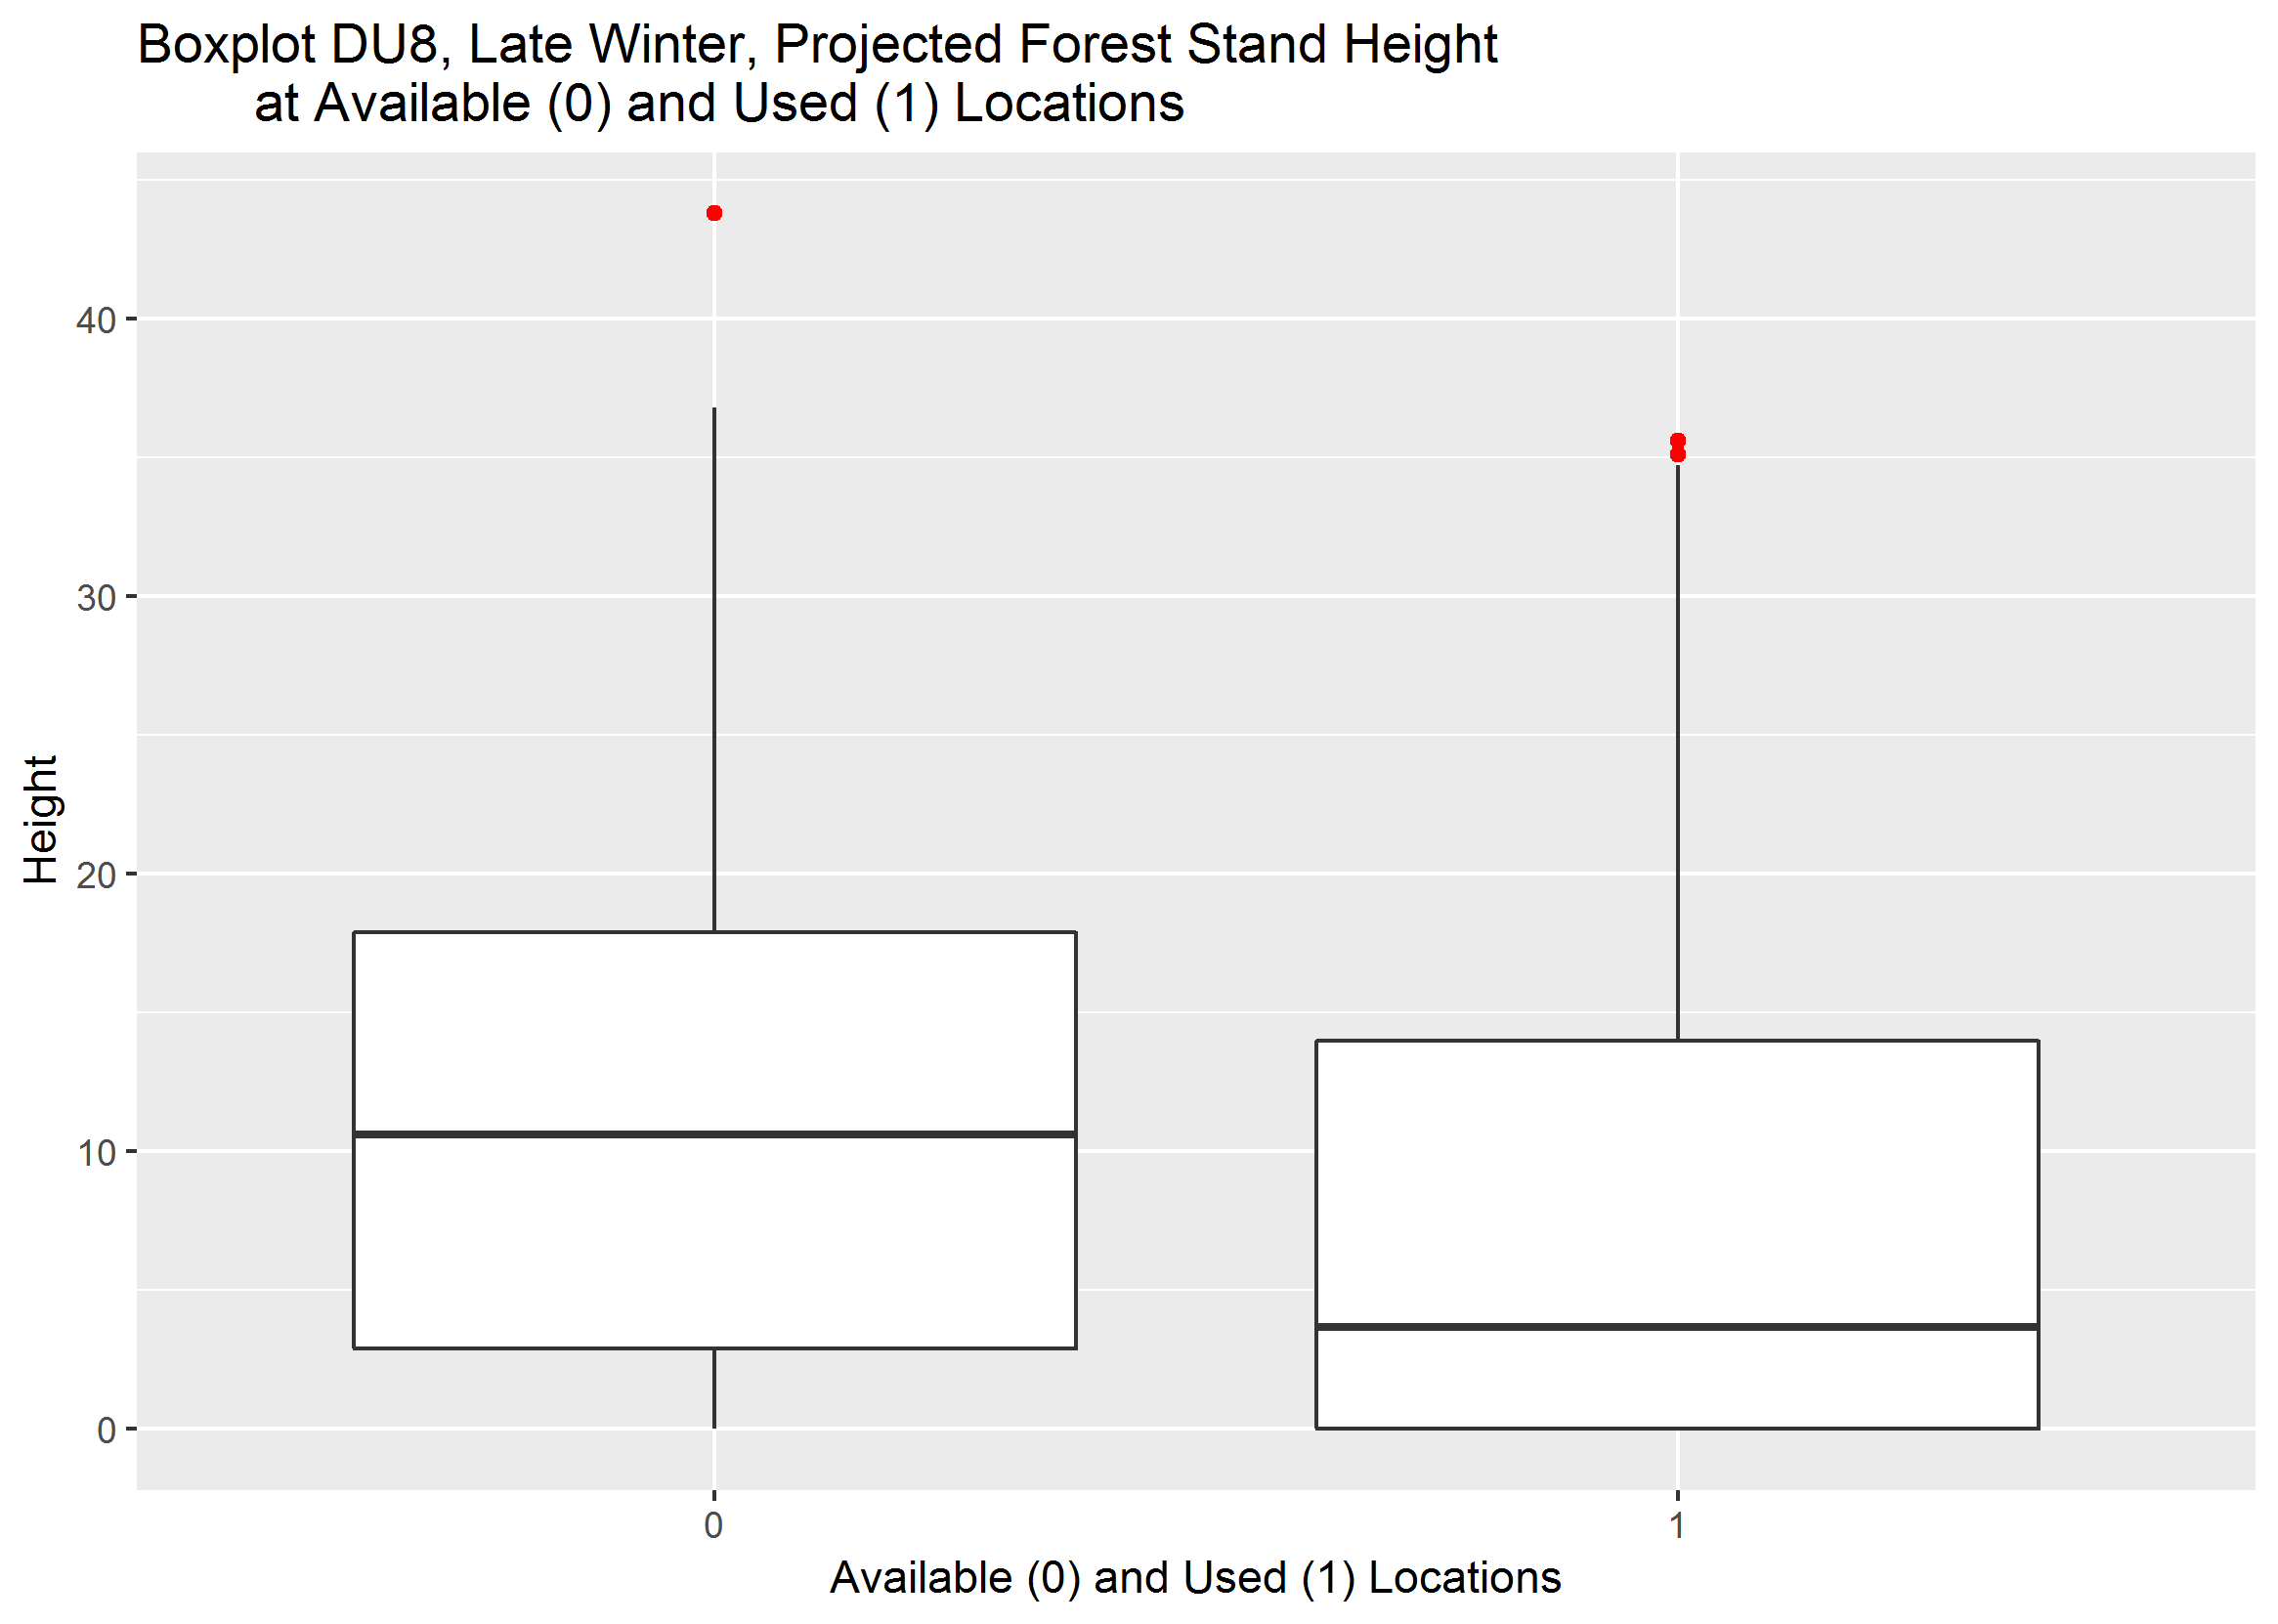 Boxplot DU8, Late Winter, Projected Forest Stand Height
at Available (0) and Used (1) Locations
Height
40
30
20
10
0
0 1
Available (0) and Used (1) Locations